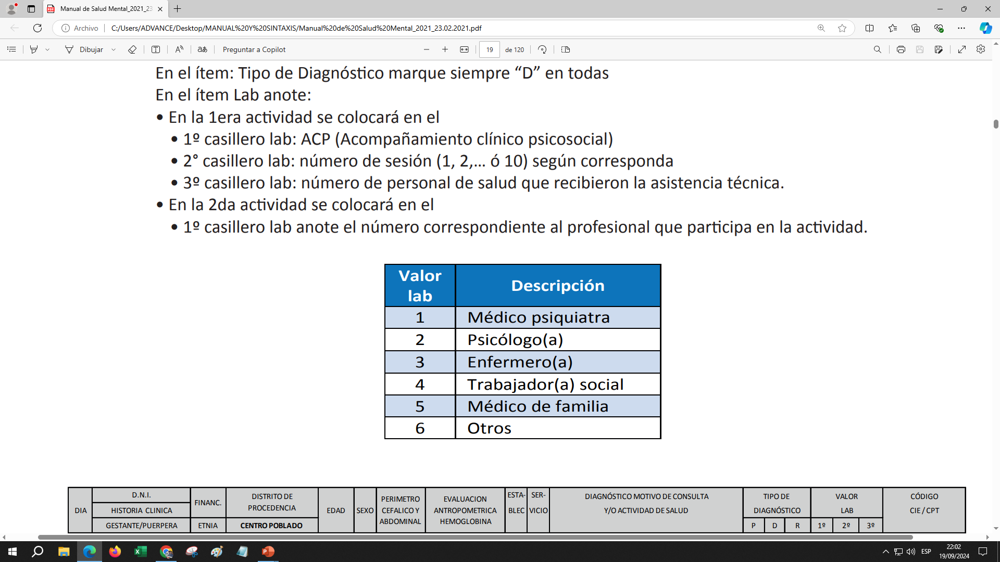 Manual de Salud Mental_2021_23.
Archivo
C:/Users/ADVANCE/Desktop/MANUAL%20Y%20SINTAXIS/Manual%20de%20Salud%20Mental_2021_23.02.2021.pdf
Dibujar
Preguntar a Copilot
19
de 120
En el ítem: Tipo de Diagnóstico marque siempre “D” en todas
En el ítem Lab anote:
• En la 1era actividad se colocará en el
• 1º casillero lab: ACP (Acompañamiento clínico psicosocial)
• 2° casillero lab: número de sesión (1, 2,... ó 10) según corresponda
• 3º casillero lab: número de personal de salud que recibieron la asistencia técnica.
• En la 2da actividad se colocará en el
• 1º casillero lab anote el número correspondiente al profesional que participa en la actividad.
Valor lab
Descripción
1 Médico psiquiatra
2 Psicólogo(a)
3 Enfermero(a)
4 Trabajador(a) social
5 Médico de familia
6 Otros
DIA
D.N.I.
HISTORIA CLINICA
GESTANTE/PUERPERA
FINANC.
ETNIA
DISTRITO DE
PROCEDENCIA
CENTRO POBLADO
EDAD
SEXO
PERIMETRO
CEFALICO Y
ABDOMINAL
EVALUACION
ANTROPOMETRICA
HEMOGLOBINA
ESTA-
BLEC
SER-
VICIO
DIAGNÓSTICO MOTIVO DE CONSULTA
Y/O ACTIVIDAD DE SALUD
TIPO DE
DIAGNÓSTICO
P D R
VALOR
LAB
1º 2º 3º
CÓDIGO
CIE / CPT
ESP
22:02
19/09/2024